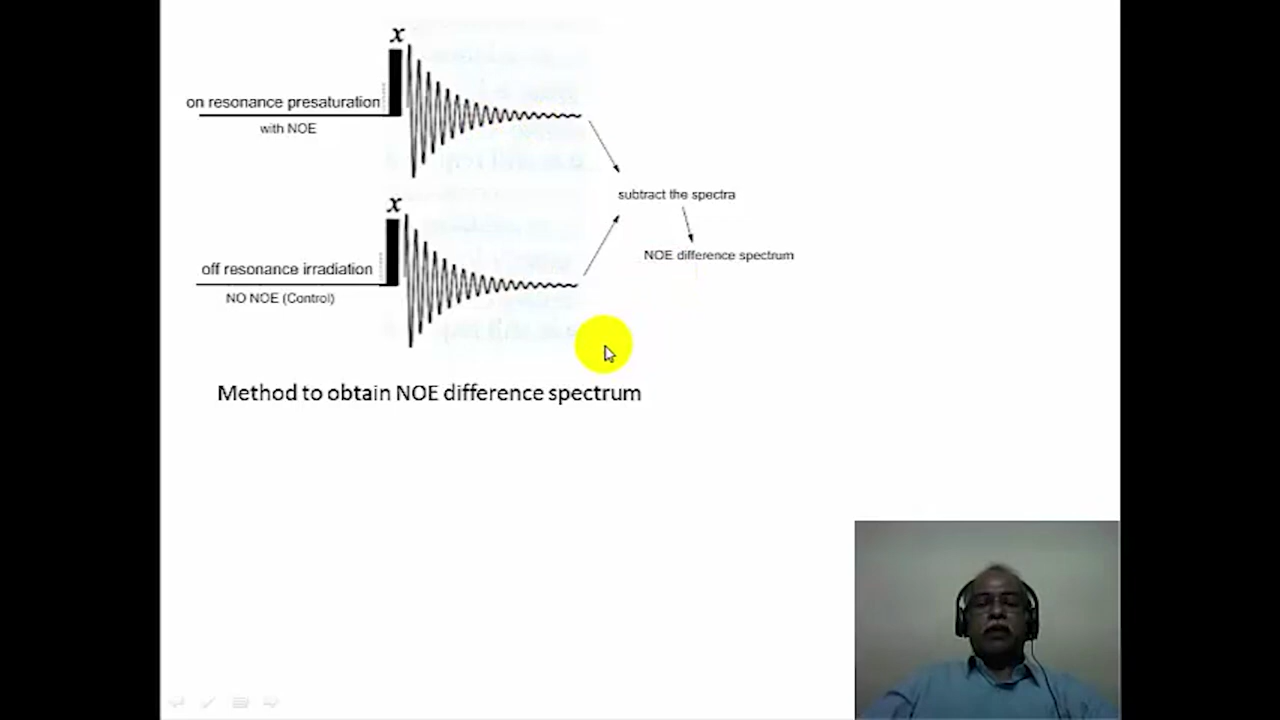 x
on resonance presaturation
with NOE
subtract the spectra
x
NOE difference spectrum
off resonance irradiation
NO NOE (Control)
Method to obtain NOE difference spectrum